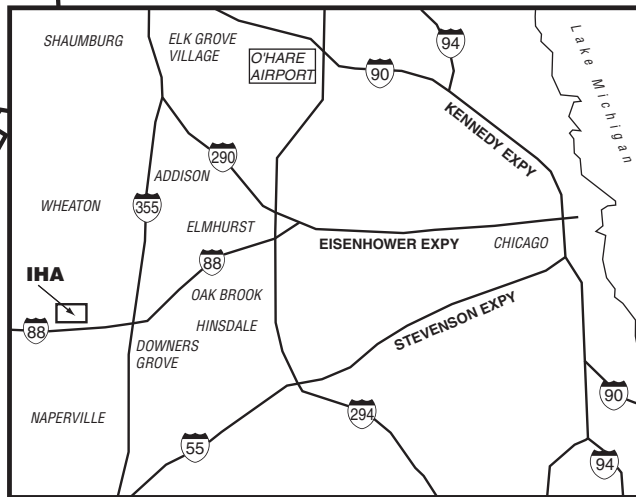 SHAUMBURG
ELK GROVE
VILLAGE
O'HARE
AIRPORT
94
90
Lake Michigan
KENNEDY EXPY
290
ADDISON
WHEATON
355
ELMHURST
EISENHOWER EXPY
CHICAGO
88
IHA
OAK BROOK
STEVENSON EXPY
HINSDALE
88
DOWNERS
GROVE
NAPERVILLE
294
90
55
94